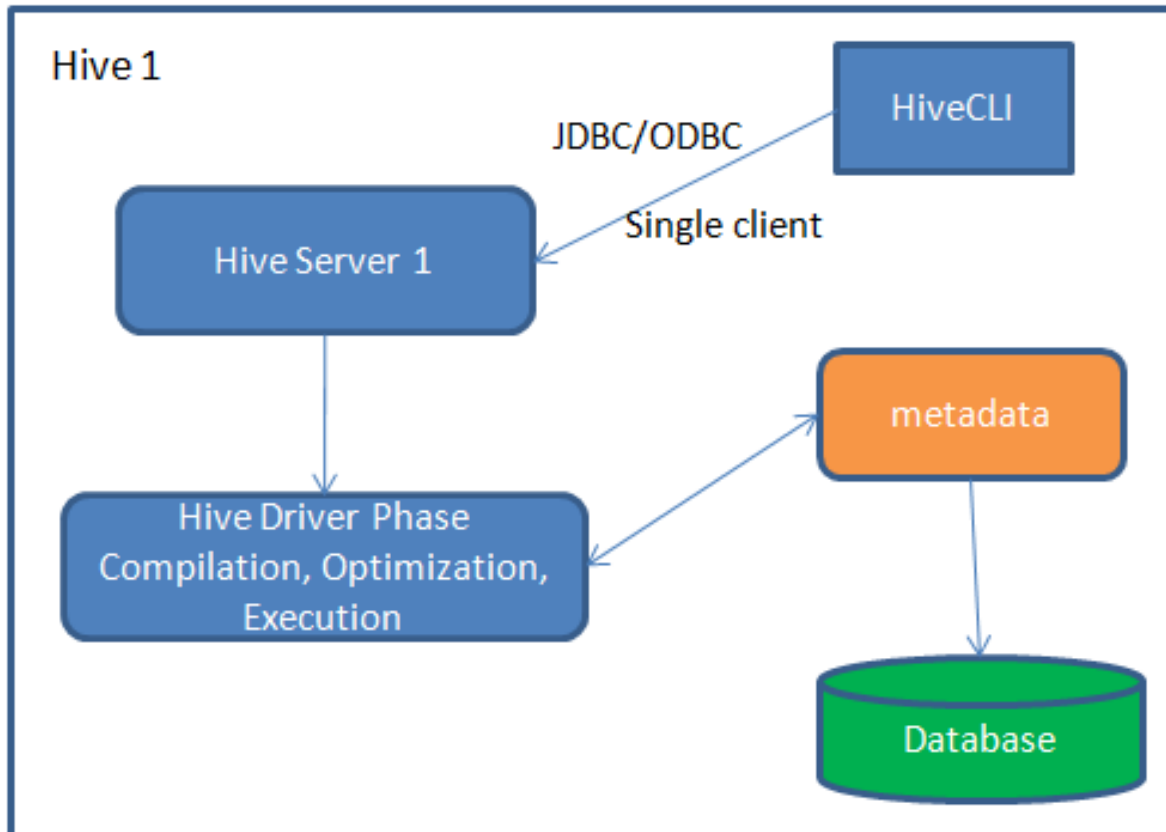 Hive 1
HiveCLI
JDBC/ODBC
Single client
Hive Server 1
metadata
Hive Driver Phase
Compilation, Optimization,
Execution
Database